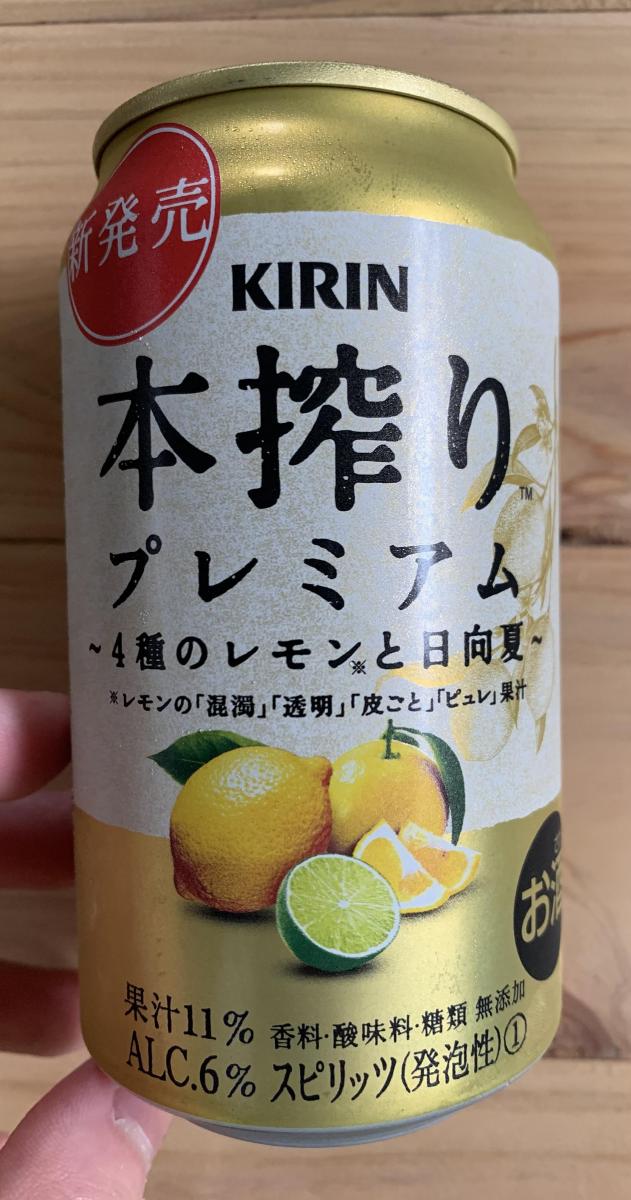 新発売
KIRIN
本搾り™
プレミアム
~4種のレモン※と日向夏~
※レモンの「混濁」「透明」「皮ごと」「ピュレ」果汁
お酒
果汁11% 香料・酸味料・糖類 無添加
ALC.6% スピリッツ(発泡性)①